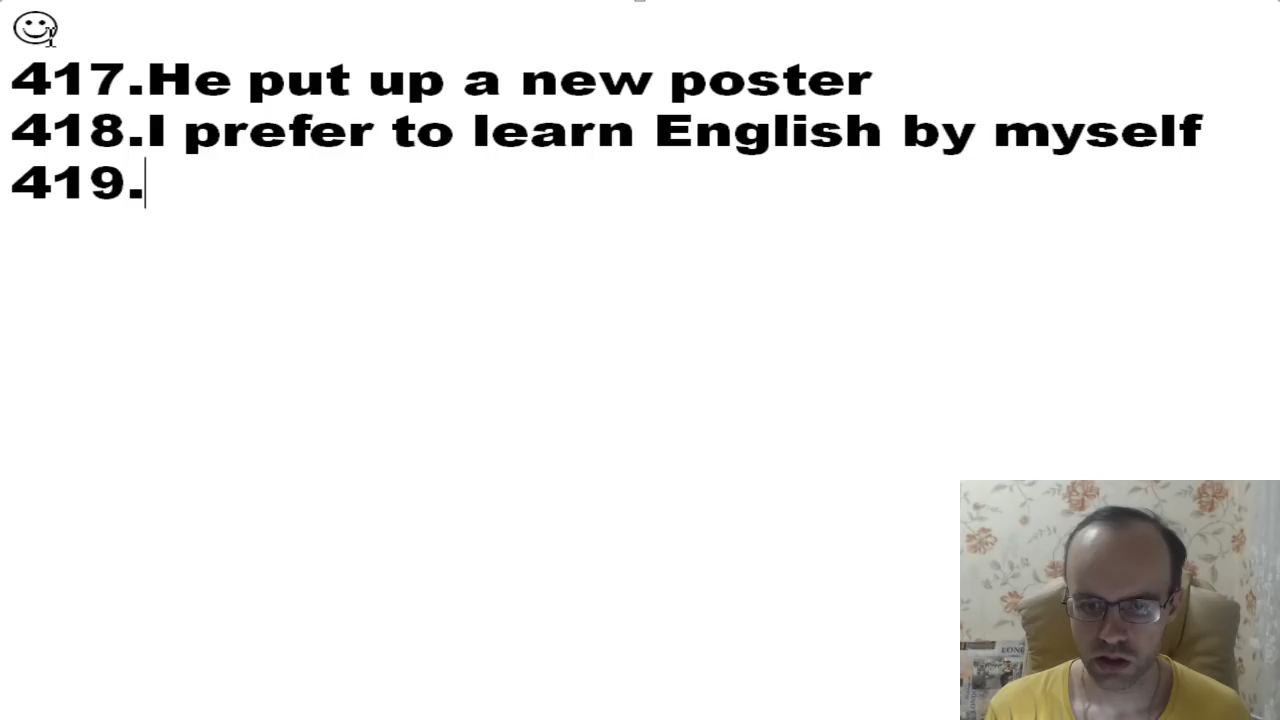 417.He put up a new poster
418.I prefer to learn English by myself
419.